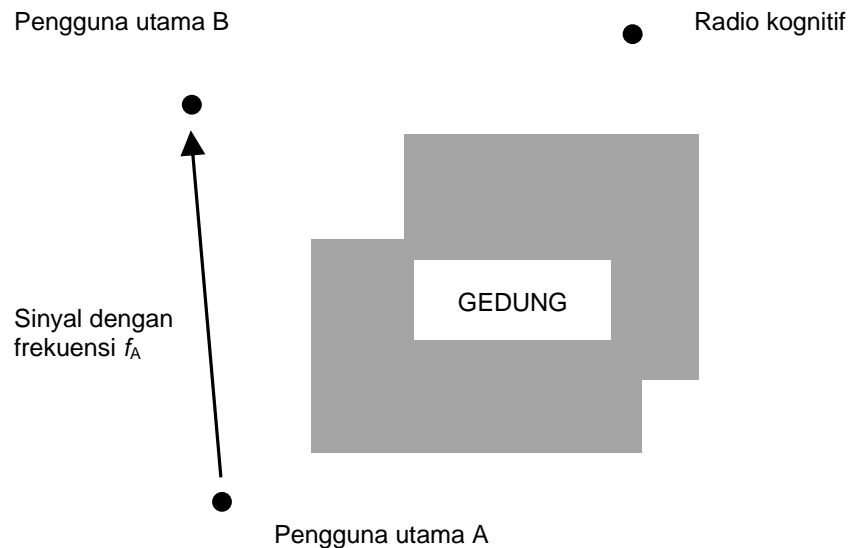 Pengguna utama B
Radio kognitif
GEDUNG
Sinyal dengan
frekuensi fA
Pengguna utama A